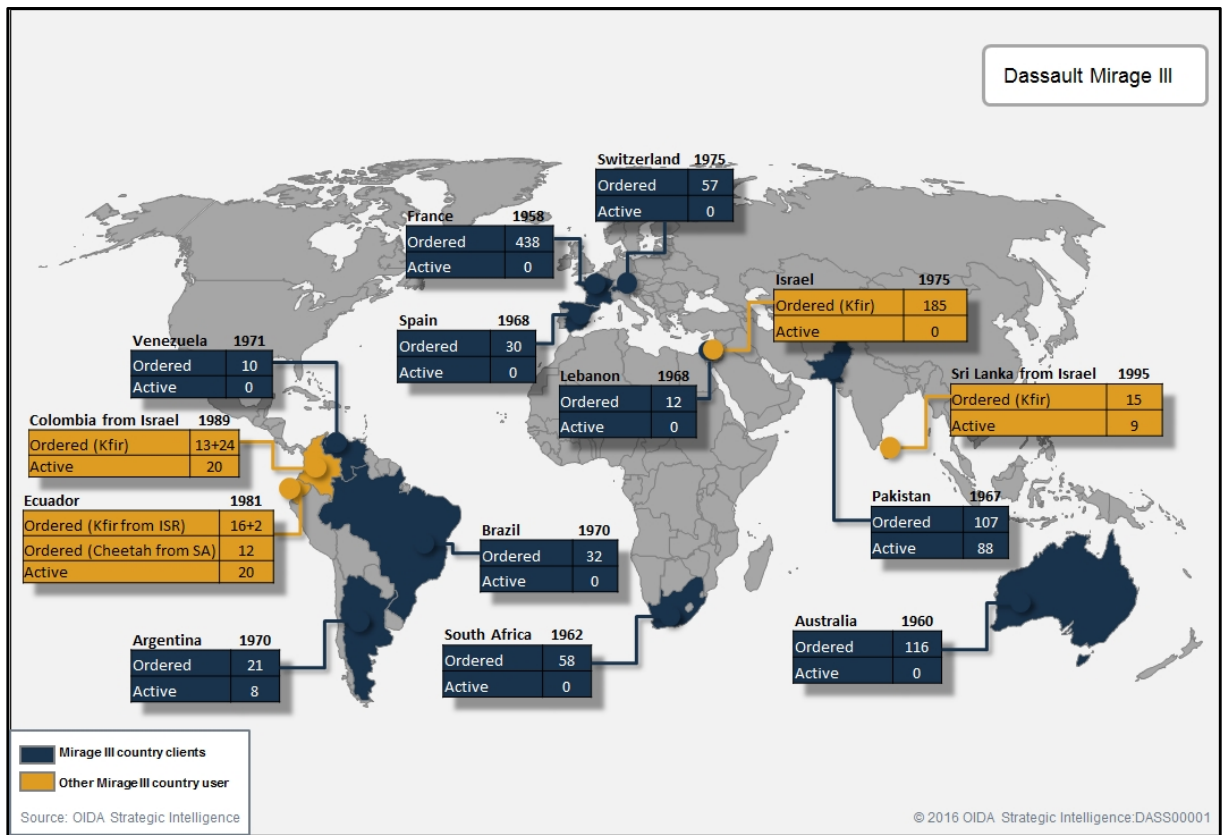 Dassault Mirage III
Switzerland 1975
Ordered 57
Active 0
France 1958
Ordered 438
Active 0
Israel 1975
Ordered (Kfir) 185
Active 0
Spain 1968
Ordered 30
Active 0
Venezuela 1971
Ordered 10
Active 0
Lebanon 1968
Ordered 12
Active 0
Sri Lanka from Israel 1995
Ordered (Kfir) 15
Active 9
Colombia from Israel 1989
Ordered (Kfir) 13+24
Active 20
Ecuador 1981
Ordered (Kfir from ISR) 16+2
Ordered (Cheetah from SA) 12
Active 20
Pakistan 1967
Ordered 107
Active 88
Brazil 1970
Ordered 32
Active 0
Argentina 1970
Ordered 21
Active 8
South Africa 1962
Ordered 58
Active 0
Australia 1960
Ordered 116
Active 0
Mirage III country clients
Other Mirage III country user
Source: OIDA Strategic Intelligence
© 2016 OIDA Strategic Intelligence:DASS00001